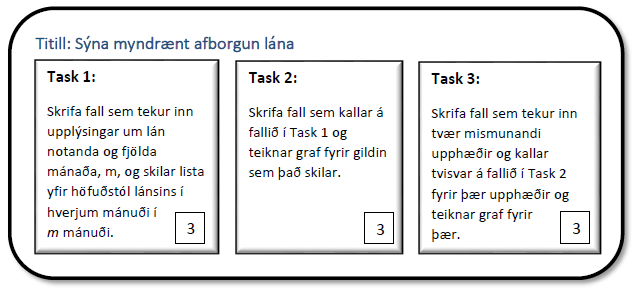 Titill: Sýna myndrænt afborgun lána
Task 1:
Skrifa fall sem tekur inn
upplýsingar um lán
notanda og fjölda
mánaða, m, og skilar lista
yfir höfuðstól lánsins í
hverjum mánuði í
m mánuði.
3
Task 2:
Skrifa fall sem kallar á
fallið í Task 1 og
teiknar graf fyrir gildin
sem það skilar.
3
Task 3:
Skrifa fall sem tekur inn
tvær mismunandi
upphæðir og kallar
tvisvar á fallið í Task 2
fyrir þær upphæðir og
teiknar graf fyrir
þær.
3